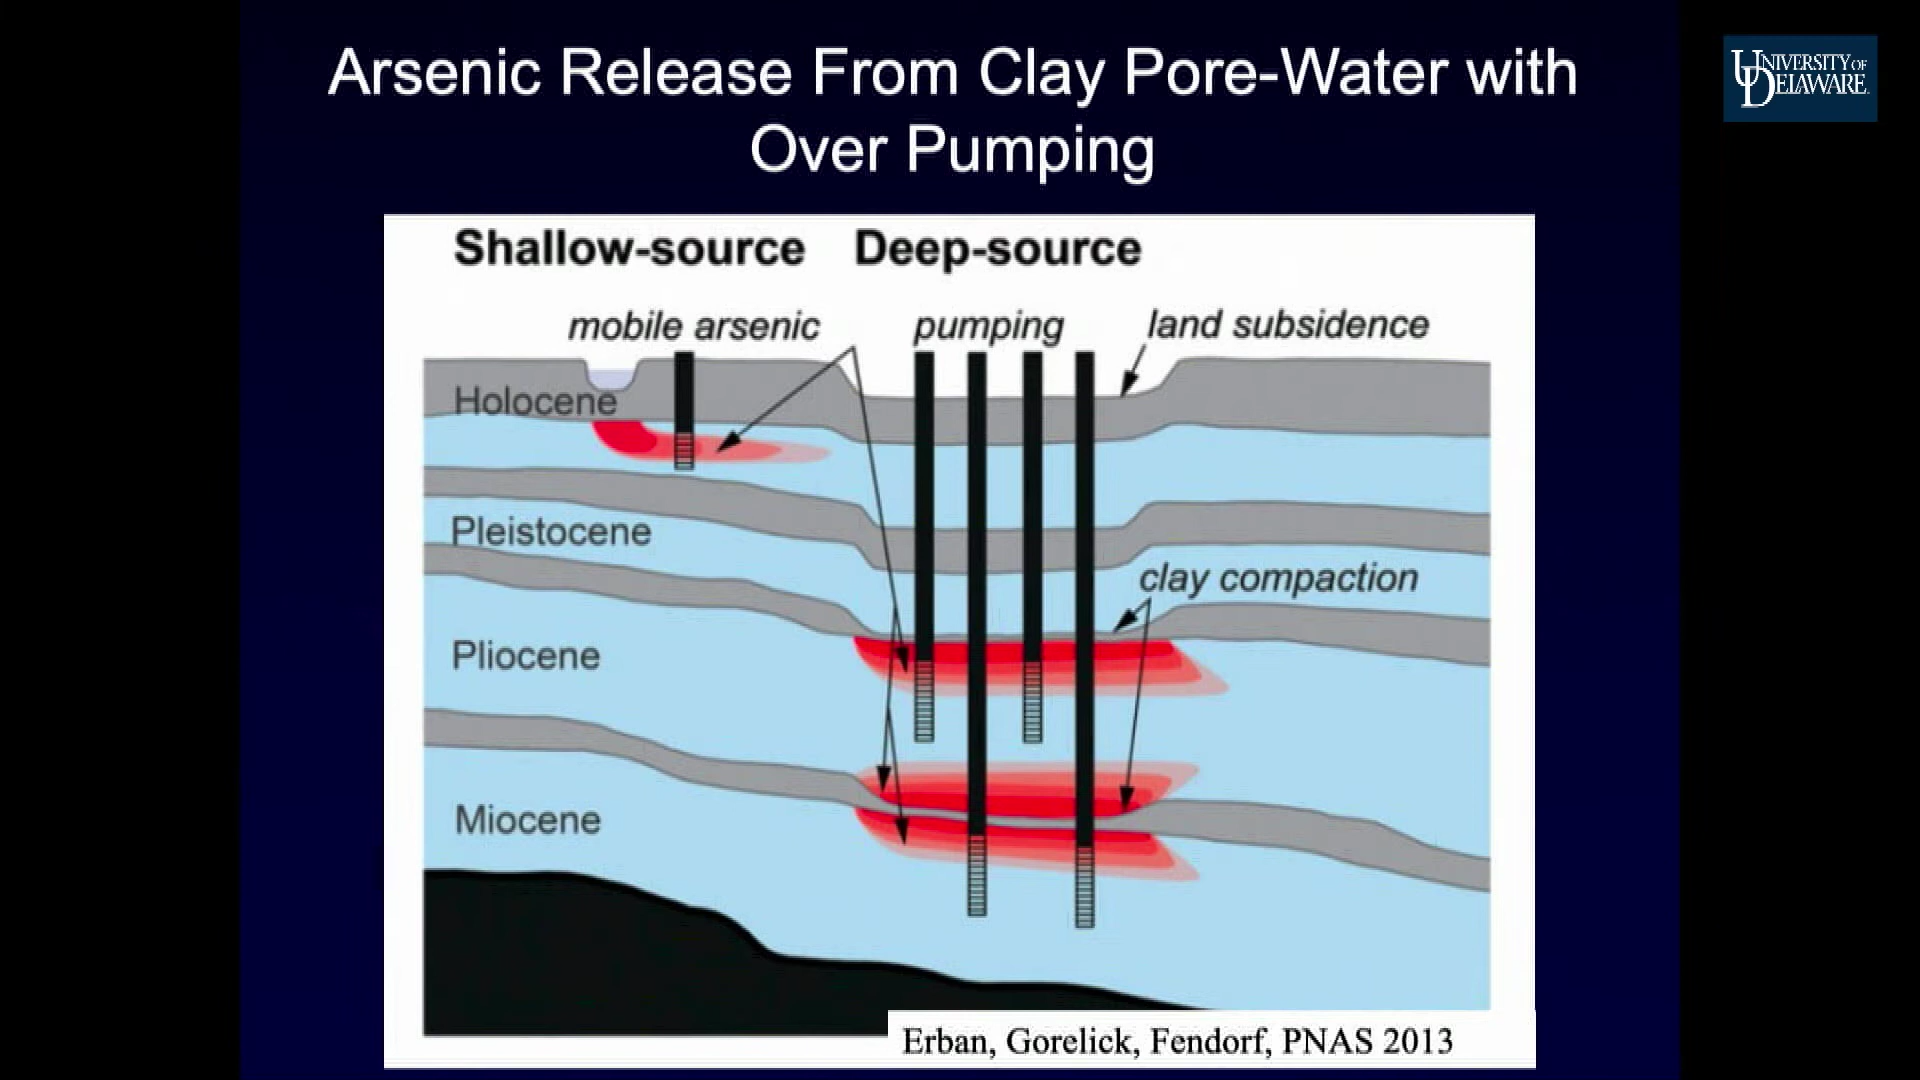 Arsenic Release From Clay Pore-Water with
Over Pumping
UNIVERSITY OF
DELAWARE
Shallow-source Deep-source
mobile arsenic pumping land subsidence
Holocene
Pleistocene
clay compaction
Pliocene
Miocene
Erban, Gorelick, Fendorf, PNAS 2013